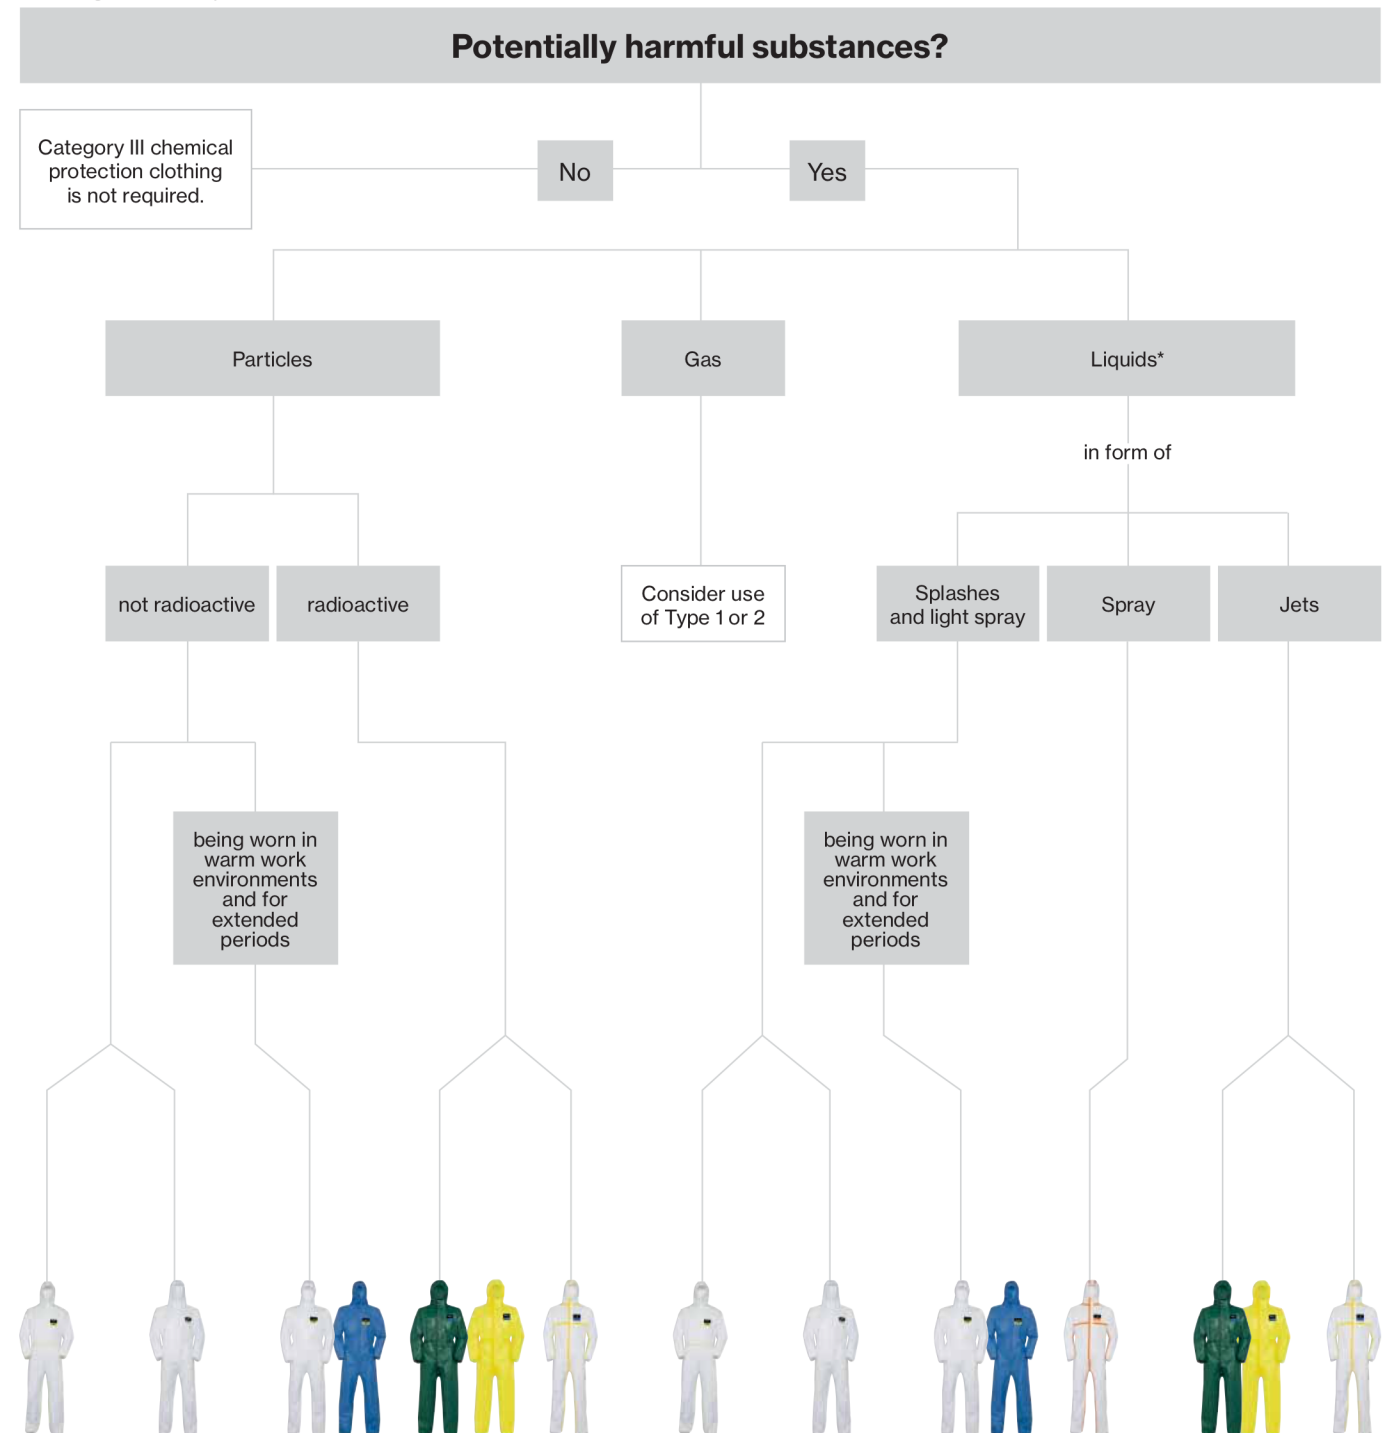 Potentially harmful substances?
Category III chemical
protection clothing
is not required.
No
Yes
Particles
Gas
Liquids*
in form of
not radioactive
radioactive
Consider use
of Type 1 or 2
Splashes
and light spray
Spray
Jets
being worn in
warm work
environments
and for
extended
periods
being worn in
warm work
environments
and for
extended
periods